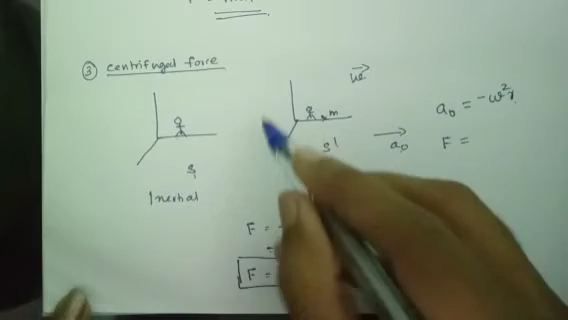 ③ centrifugal force
m
S
Inertial
S'
a₀
a₀ = -ω²r
F =
F = -
F =